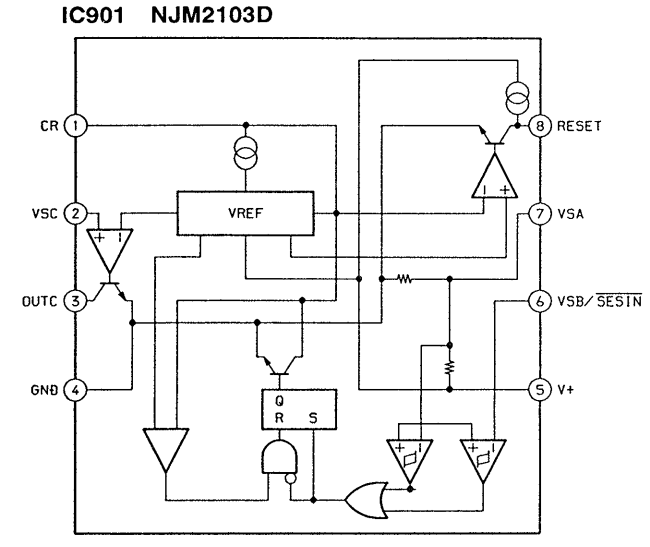 IC901 NJM2103D
CR 1
8 RESET
VSC 2
+ -
VREF
- +
7 VSA
OUTC 3
6 VSB/SESIN
GND 4
5 V+
Q
R S
+ -
+ -